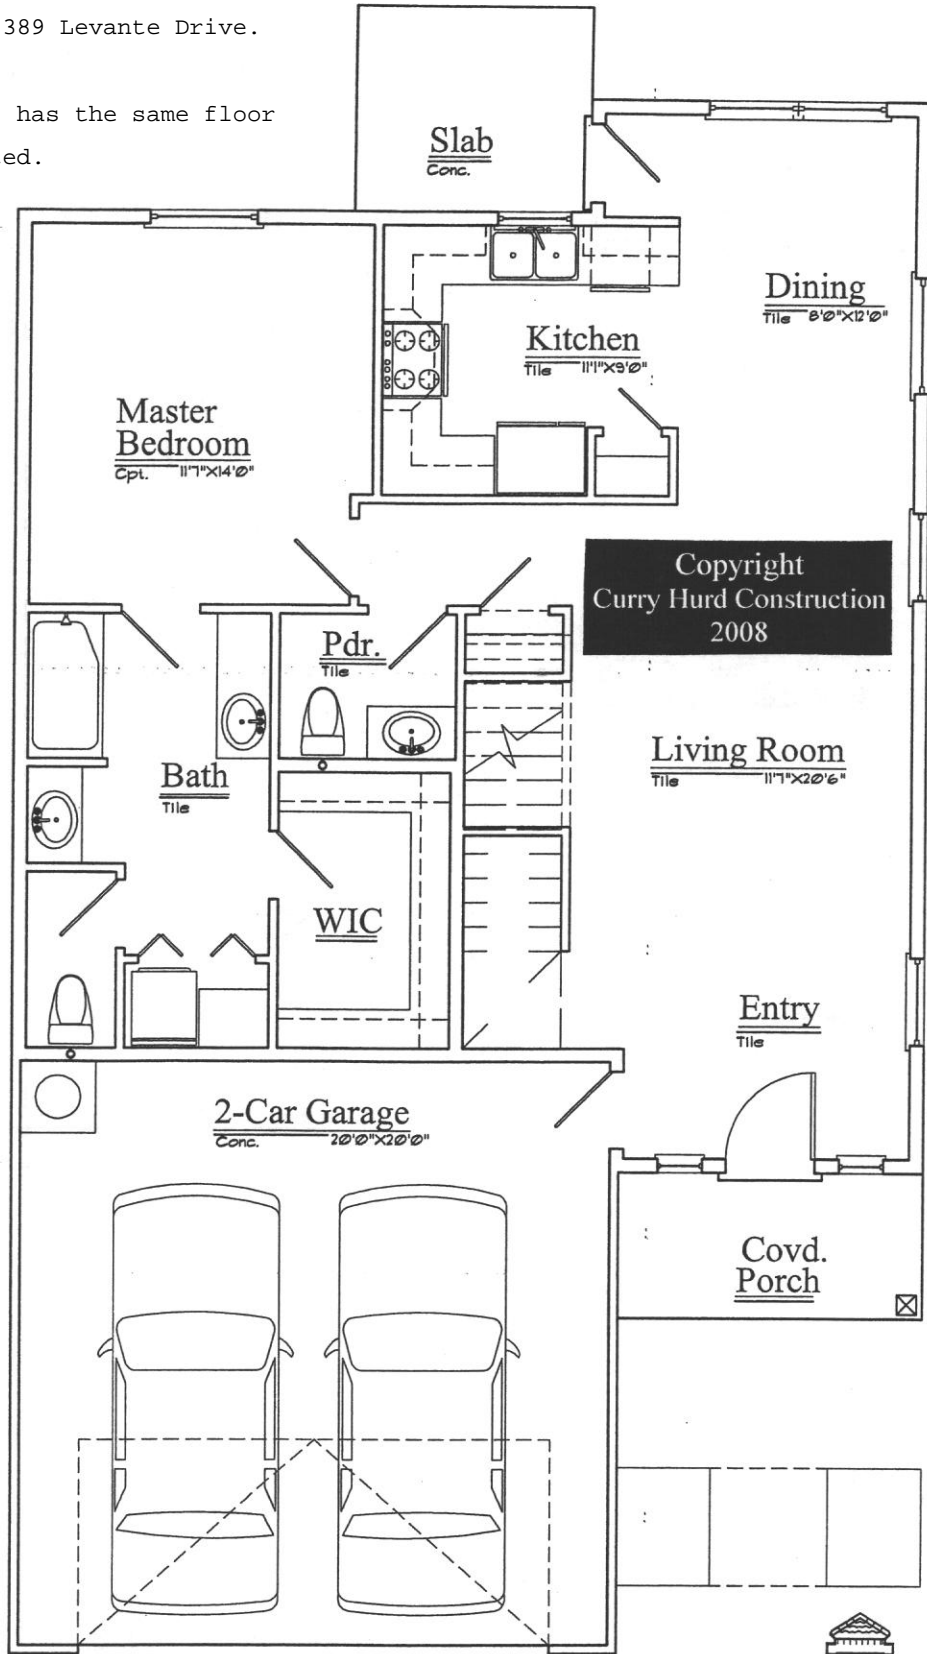 389 Levante Drive.
has the same floor
ed.
Slab
Conc.
Dining
Tile 8'0"X12'0"
Kitchen
Tile 11'1"X9'0"
Master
Bedroom
Cpt. 11'7"X14'0"
Copyright
Curry Hurd Construction
2008
Pdr.
Tile
Living Room
Tile 11'7"X20'6"
Bath
Tile
WIC
Entry
Tile
2-Car Garage
Conc. 20'0"X20'0"
Covd.
Porch